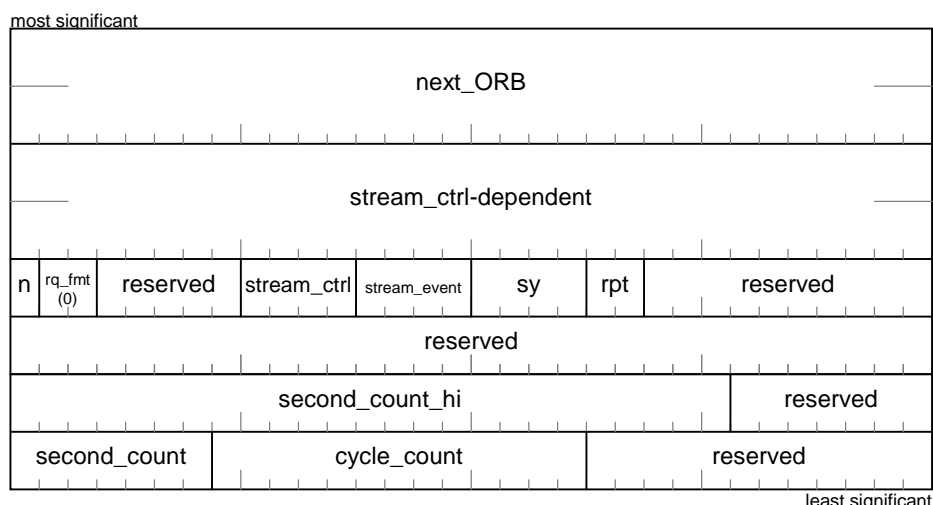 most significant
next_ORB
stream_ctrl-dependent
n rq_fmt (0) reserved stream_ctrl stream_event sy rpt reserved
reserved
second_count_hi reserved
second_count cycle_count reserved
least significant